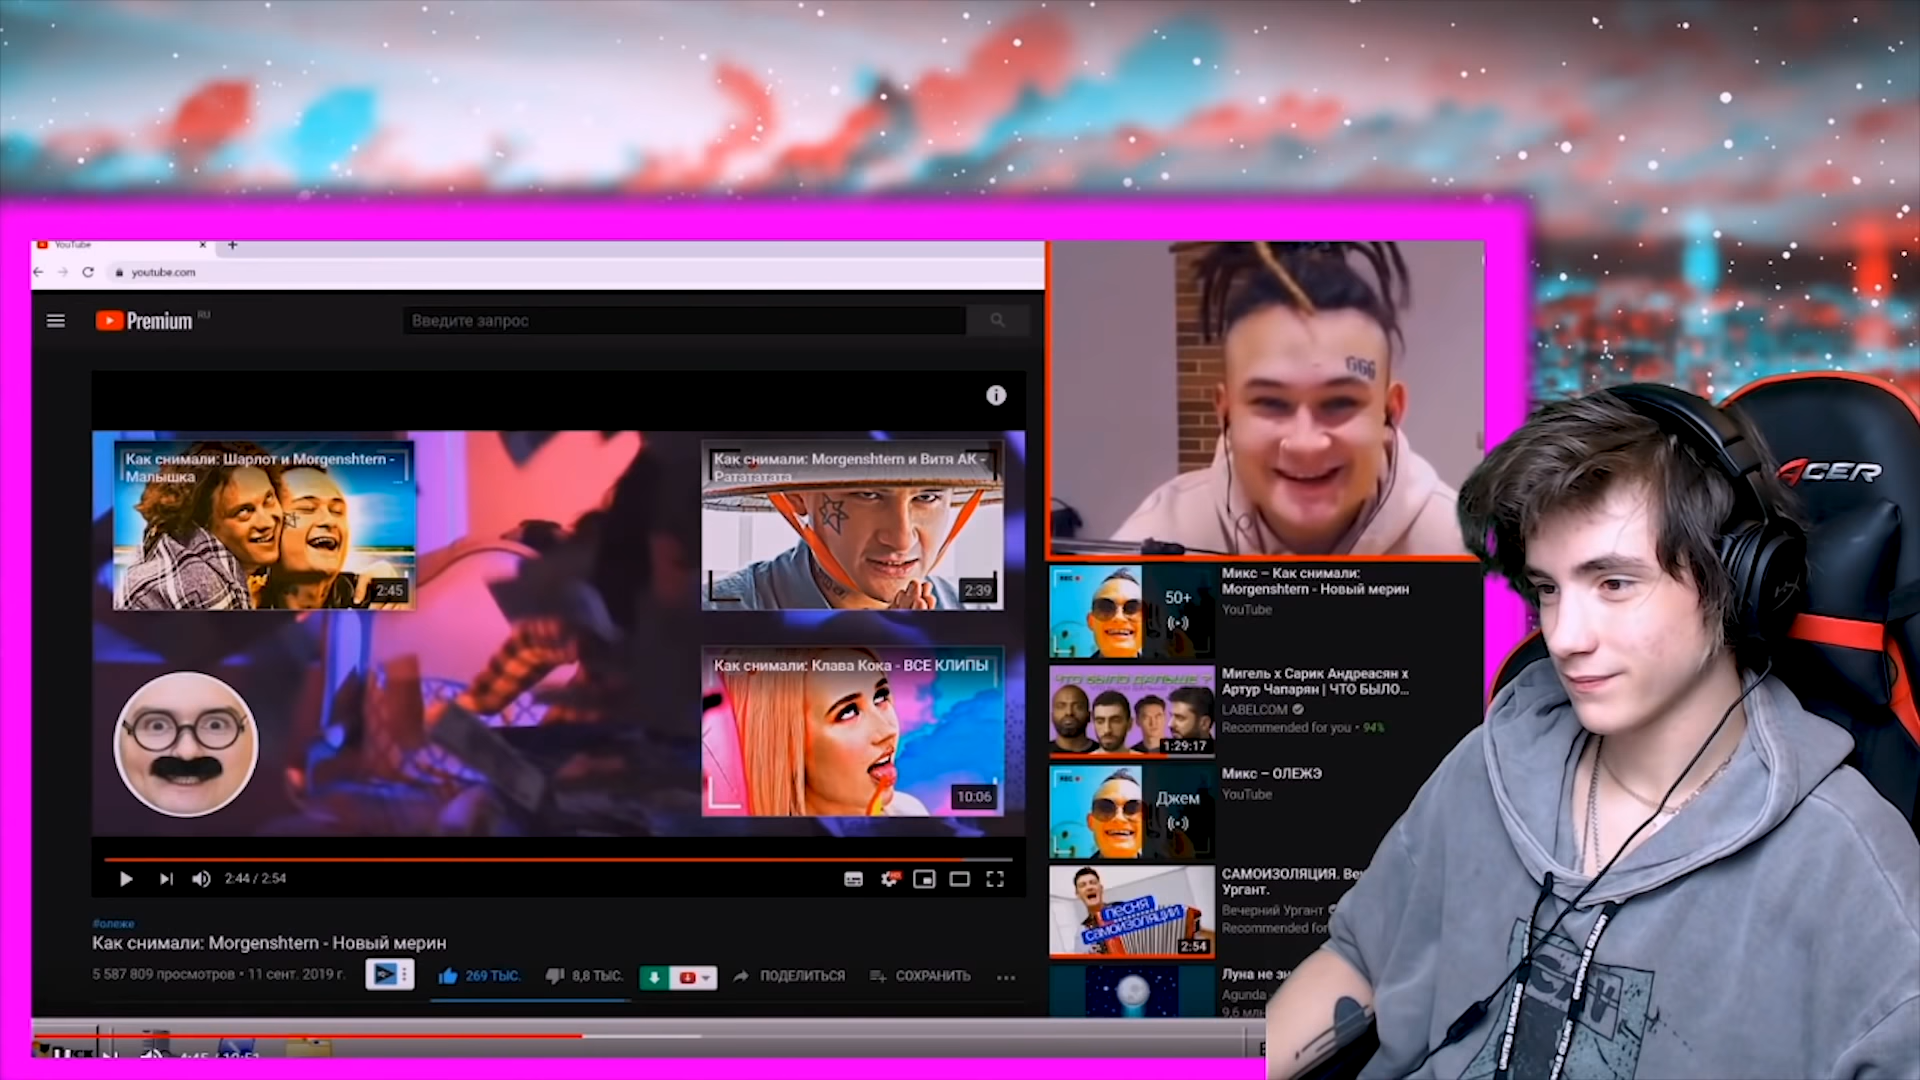 YouTube
youtube.com
Premium RU
Введите запрос
Как снимали: Шарлот и Morgenshtern -
Малышка
2:45
Как снимали: Morgenshtern и Витя АК -
Ратататата
2:39
Как снимали: Клава Кока - ВСЕ КЛИПЫ
10:06
2:44 / 2:54
#олеже
Как снимали: Morgenshtern - Новый мерин
5 587 809 просмотров • 11 сент. 2019 г.
269 ТЫС.
8,8 ТЫС.
ПОДЕЛИТЬСЯ
СОХРАНИТЬ
666
50+
Микс – Как снимали:
Morgenshtern - Новый мерин
YouTube
ЧТО БЫЛО ДАЛЬШЕ?
1:29:17
Мигель х Сарик Андреасян х
Артур Чапарян | ЧТО БЫЛО...
LABELCOM
Recommended for you • 94%
Джем
Микс – ОЛЕЖЭ
YouTube
ПЕСНЯ
САМОИЗОЛЯЦИИ
2:54
САМОИЗОЛЯЦИЯ.
Ургант.
Вечерний Ургант
Recommended for
Луна не
Agunda
ACER